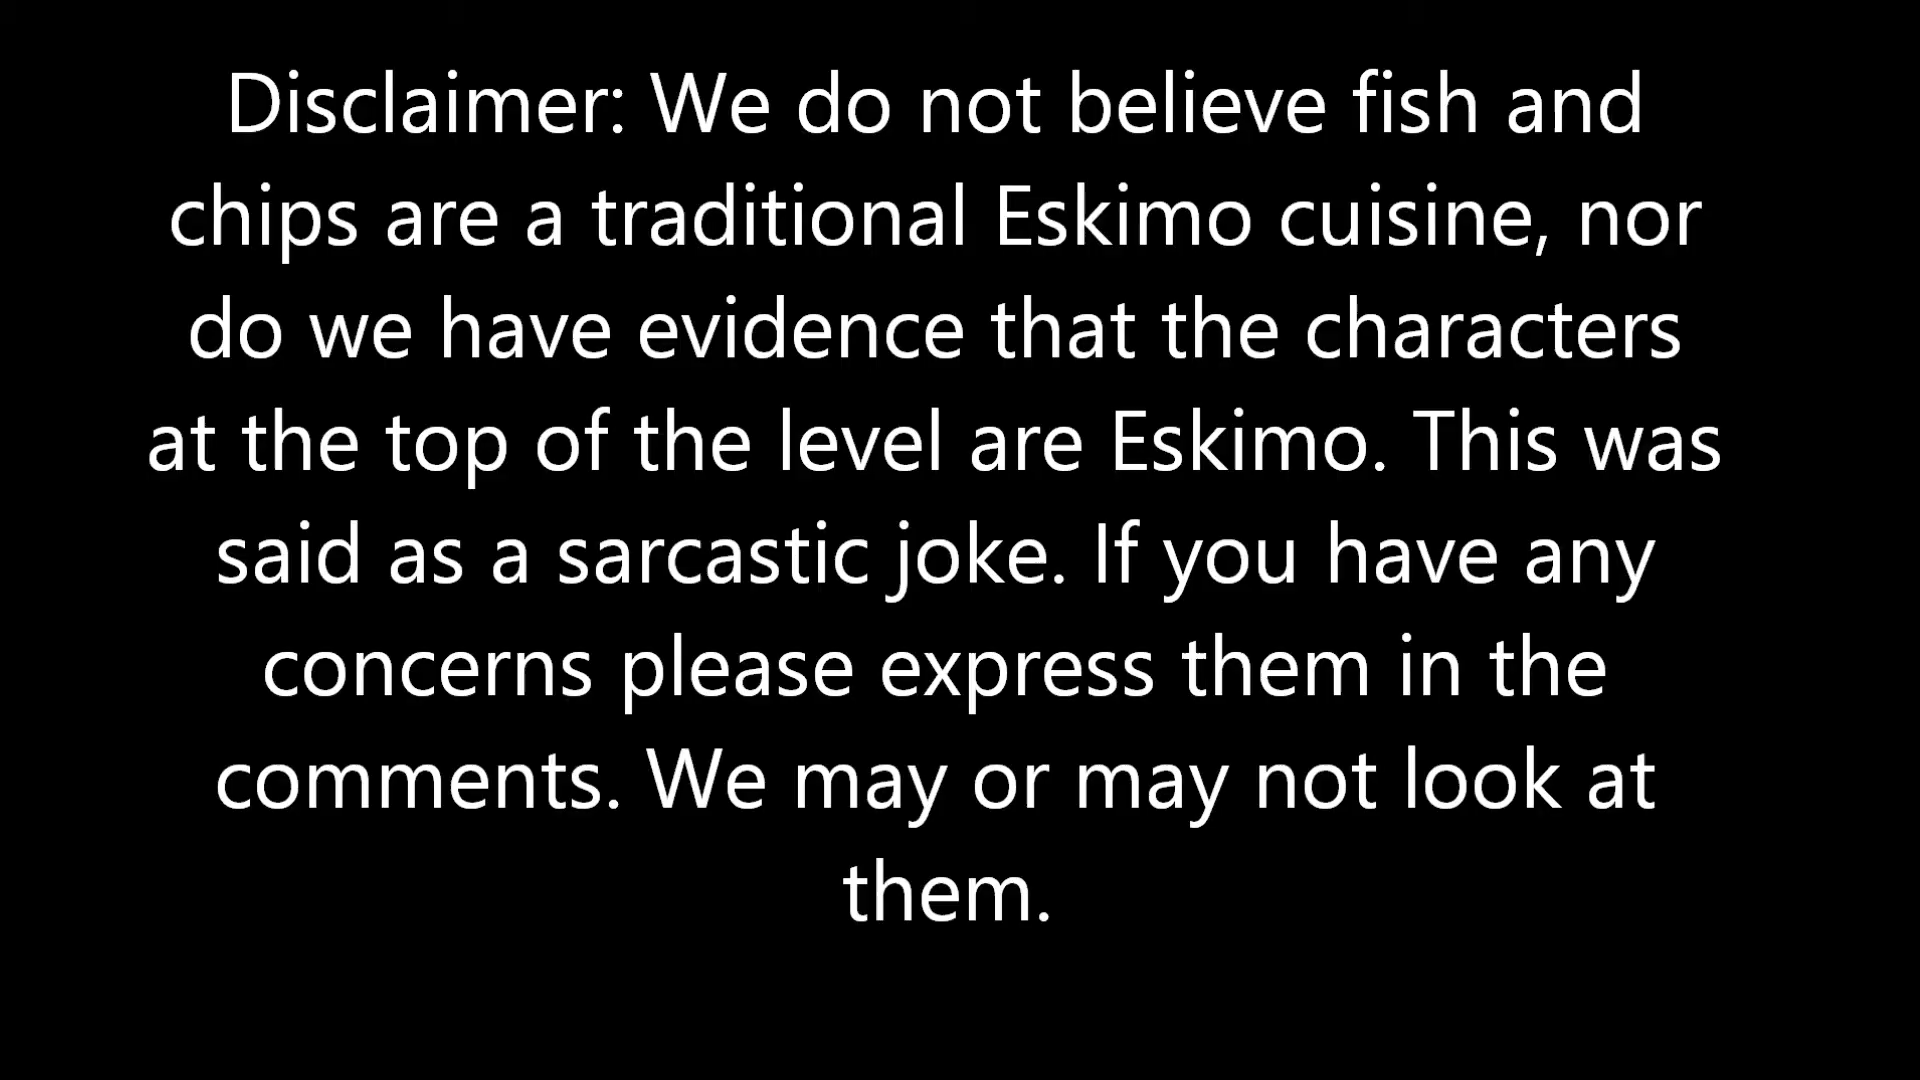 Disclaimer: We do not believe fish and
chips are a traditional Eskimo cuisine, nor
do we have evidence that the characters
at the top of the level are Eskimo. This was
said as a sarcastic joke. If you have any
concerns please express them in the
comments. We may or may not look at
them.